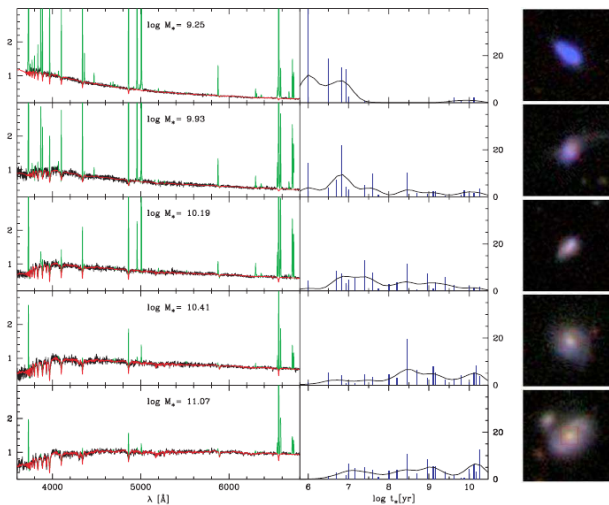 log M* = 9.25
2
1
20
0
log M* = 9.93
2
1
20
0
log M* = 10.19
2
1
20
0
log M* = 10.41
2
1
20
0
log M* = 11.07
2
1
20
0
4000 5000 6000
6 7 8 9 10
λ [Å]
log t*[yr]